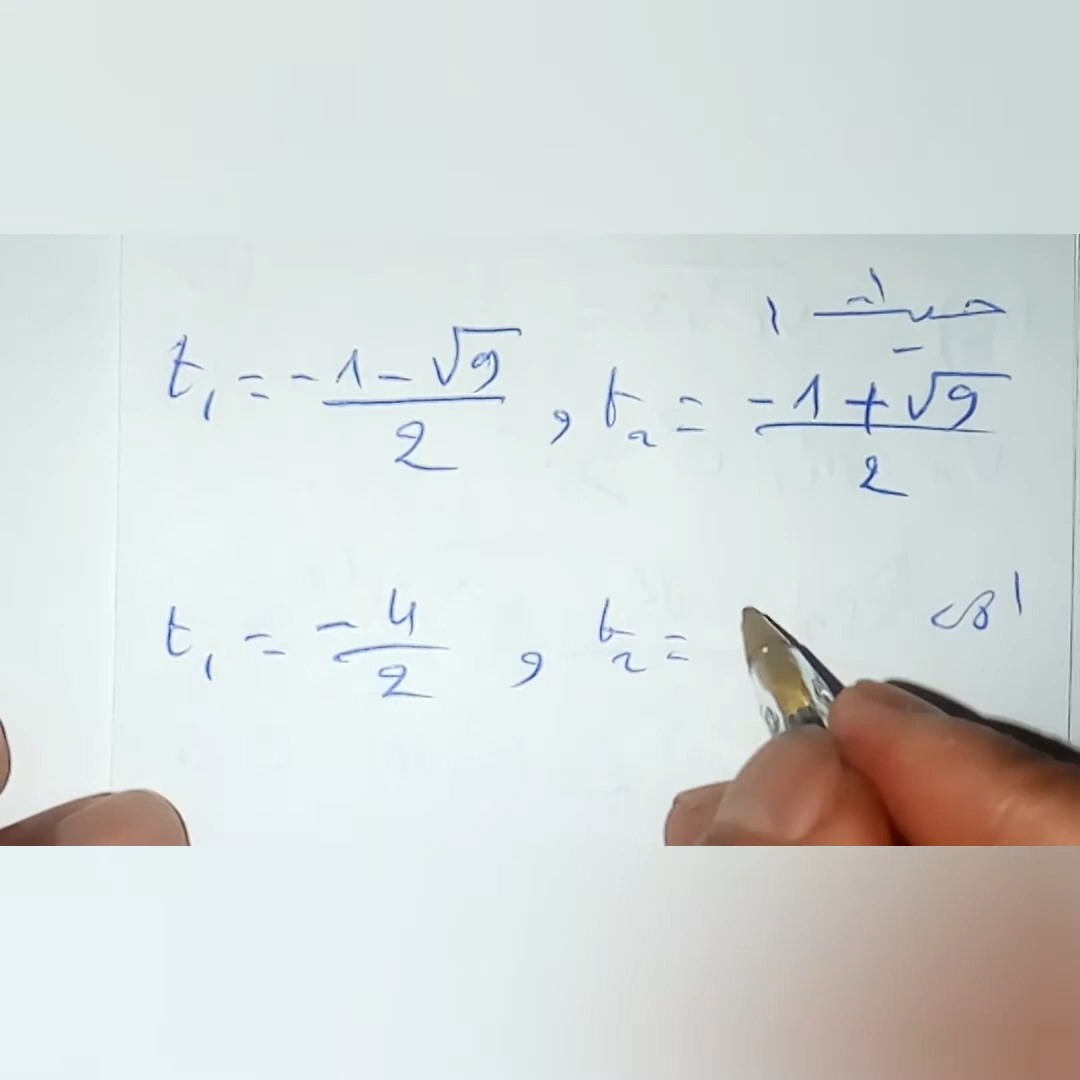 t₁ = -1-√9/2 , t₂ = -1+√9/2
t₁ = -4/2 , t₂ =